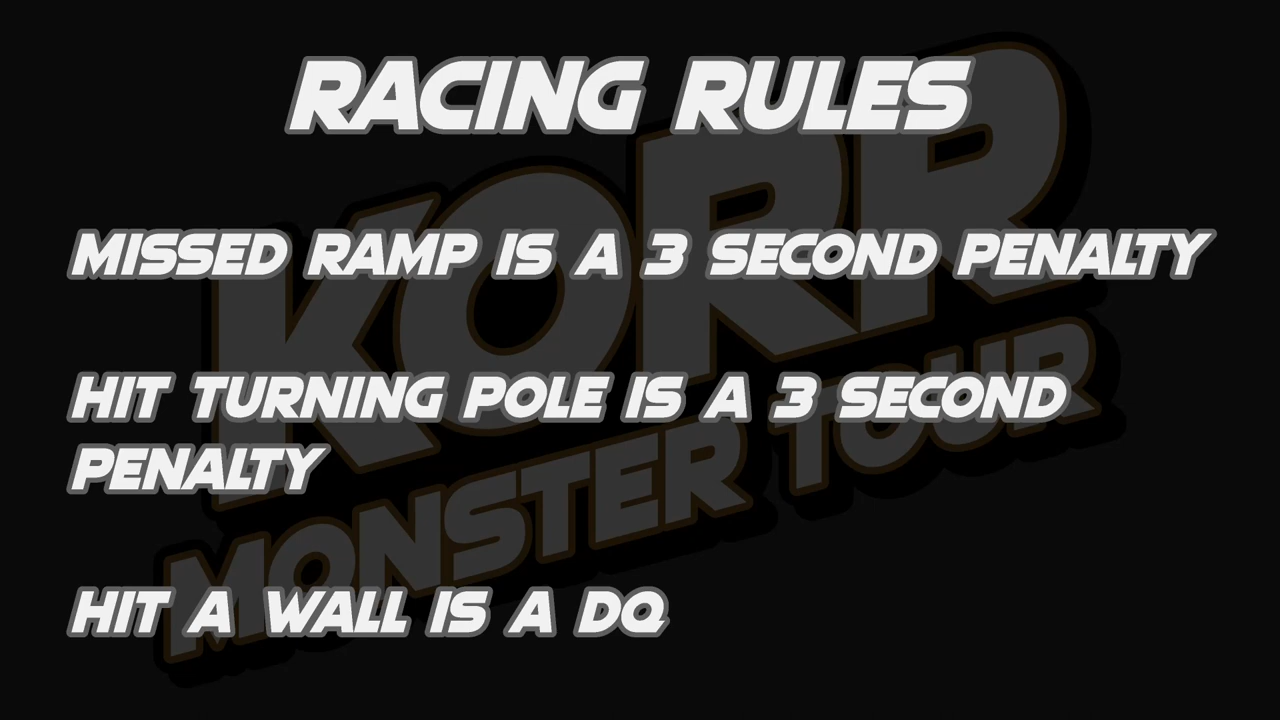 RACING RULES
MISSED RAMP IS A 3 SECOND PENALTY
HIT TURNING POLE IS A 3 SECOND
PENALTY
HIT A WALL IS A DQ
KORR
MONSTER TOUR